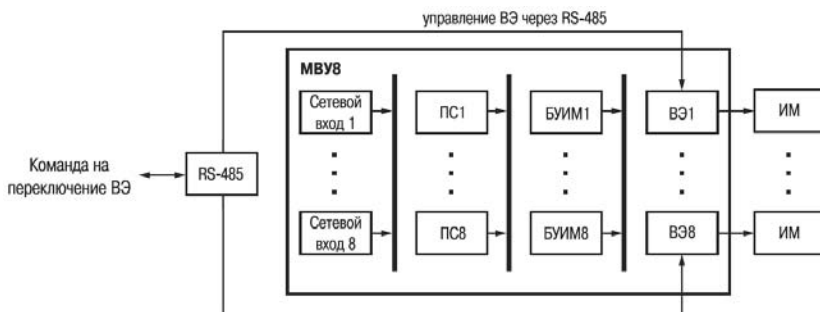 управление ВЭ через RS-485
МВУ8
Сетевой
вход 1
ПС1
БУИМ1
ВЭ1
ИМ
Команда на
переключение ВЭ
RS-485
Сетевой
вход 8
ПС8
БУИМ8
ВЭ8
ИМ